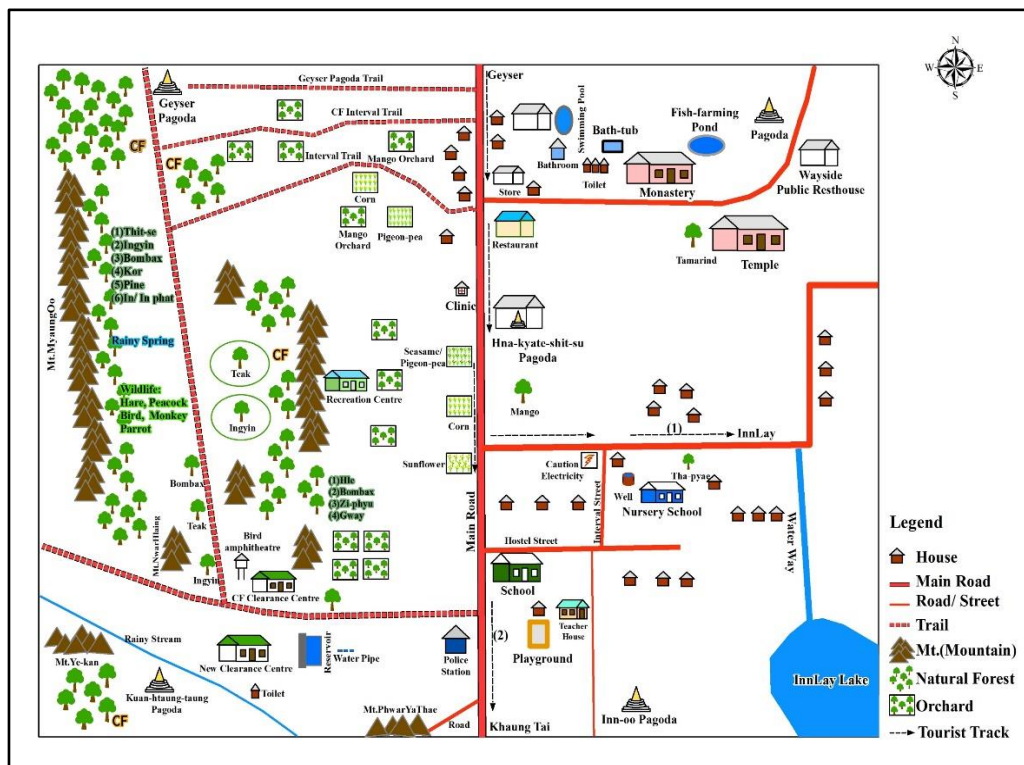 N
W
E
S
Geyser Pagoda Trail
Geyser
Geyser
Pagoda
CF Interval Trail
CF
CF
Interval Trail
Mango Orchard
Swimming Pool
Bathroom
Bath-tub
Toilet
Fish-farming
Pond
Pagoda
Wayside
Public Resthouse
Monastery
Store
Corn
Mango
Orchard
Pigeon-pea
Restaurant
Tamarind
Temple
(1)Thit-se
(2)Ingyin
(3)Bombax
(4)Kor
(5)Pine
(6)In/ In phat
Clinic
Mt.MyaungOo
Rainy Spring
CF
Teak
Seasame/
Pigeon-pea
Hna-kyate-shit-su
Pagoda
Recreation Centre
Wildlife:
Hare, Peacock
Bird, Monkey
Parrot
Ingyin
Corn
Mango
(1)
InnLay
Sunflower
Caution
Electricity
Tha-pyae
Well
Nursery School
Bombax
(1)Hle
(2)Bombax
(3)Zi-phyu
(4)Gway
Teak
Main Road
Interval Street
Water Way
Hostel Street
Mt.NwarHlaing
Bird
amphitheatre
Ingyin
CF Clearance Centre
School
Rainy Stream
Mt.Ye-kan
New Clearance Centre
Reservoir
Water Pipe
Police
Station
(2)
Teacher
House
Playground
Kuan-htaung-taung
Pagoda
CF
Toilet
Mt.PhwarYaThae
Road
Khaung Tai
Inn-oo Pagoda
InnLay Lake
Legend
House
Main Road
Road/ Street
Trail
Mt.(Mountain)
Natural Forest
Orchard
Tourist Track